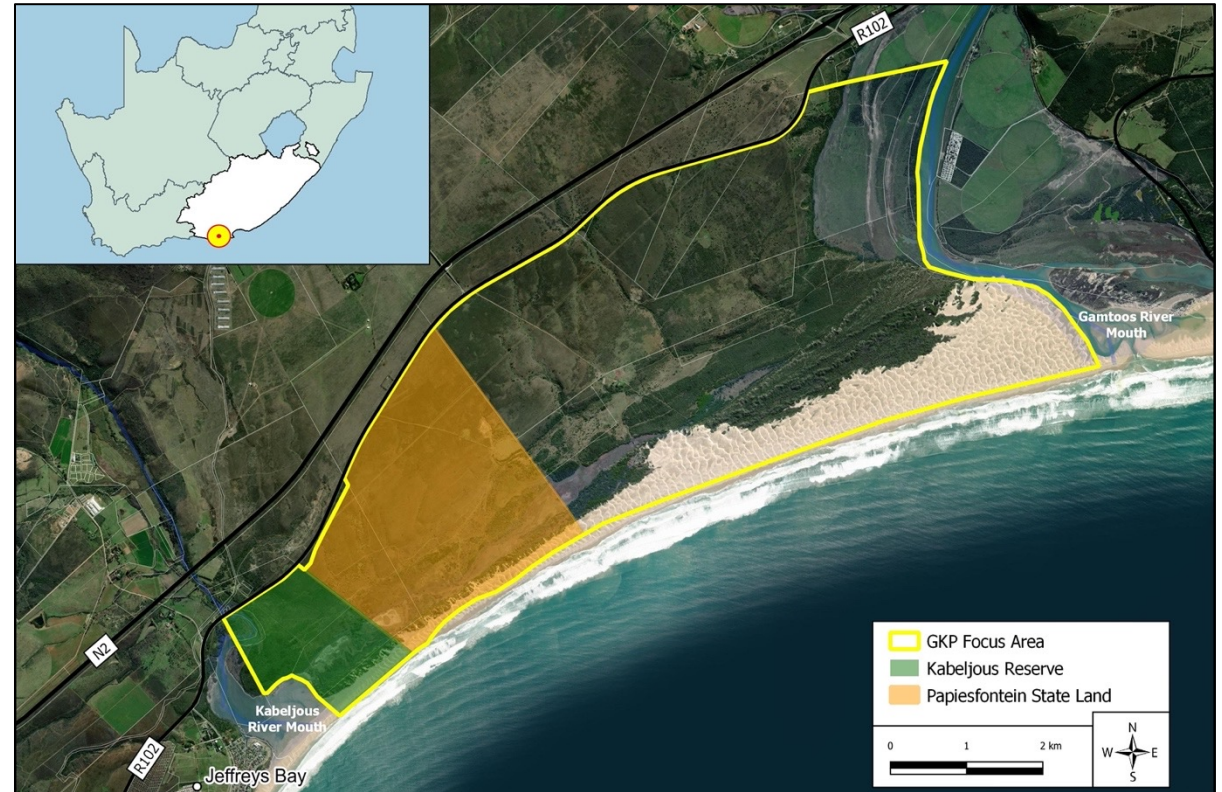 R102
Gamtoos River
Mouth
N2
Kabeljous
River Mouth
R102
Jeffreys Bay
GKP Focus Area
Kabeljous Reserve
Papiesfontein State Land
0 1 2 km
N
W E
S